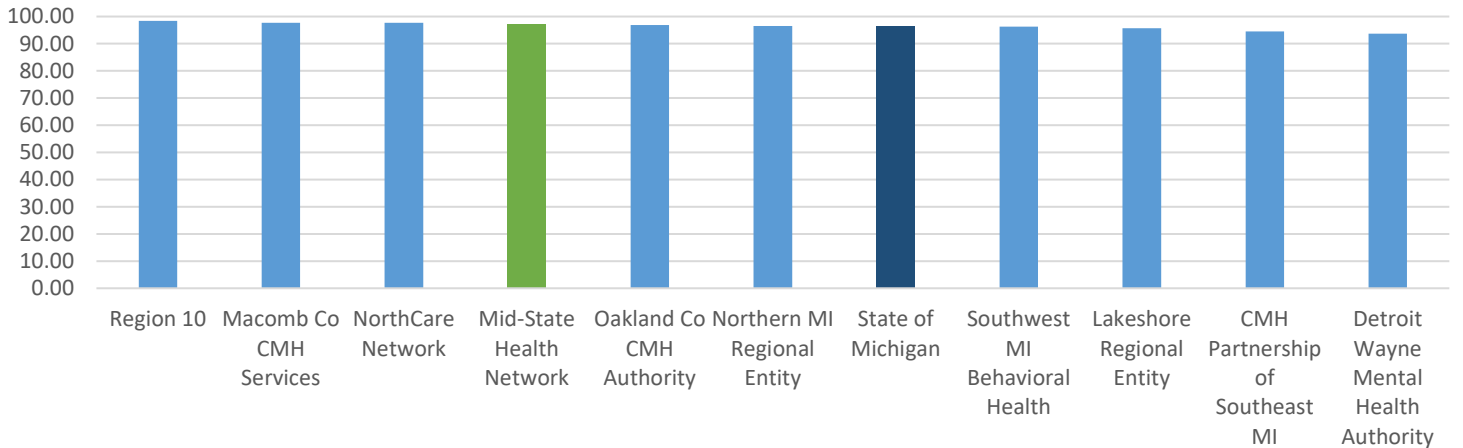 100.00
90.00
80.00
70.00
60.00
50.00
40.00
30.00
20.00
10.00
0.00
Region 10
Macomb Co
CMH
Services
NorthCare
Network
Mid-State
Health
Network
Oakland Co
CMH
Authority
Northern MI
Regional
Entity
State of
Michigan
Southwest
MI
Behavioral
Health
Lakeshore
Regional
Entity
CMH
Partnership
of
Southeast
MI
Detroit
Wayne
Mental
Health
Authority